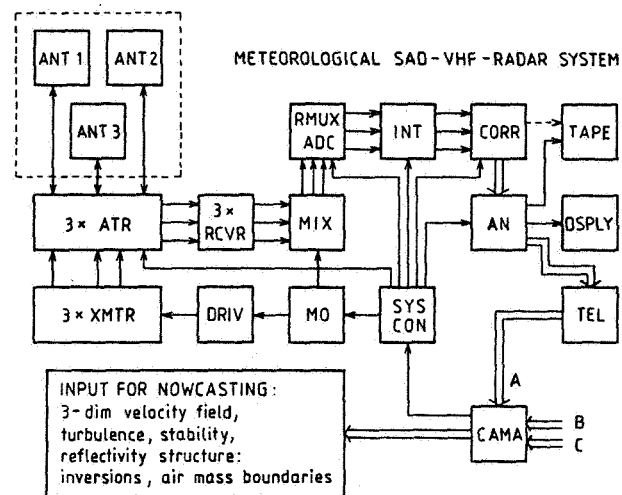 ANT 1
ANT 2
METEOROLOGICAL SAD-VHF-RADAR SYSTEM
ANT 3
RMUX
ADC
INT
CORR
TAPE
3× ATR
3×
RCVR
MIX
AN
DSPLY
3× XMTR
DRIV
MO
SYS
CON
TEL
A
INPUT FOR NOWCASTING:
3-dim velocity field,
turbulence, stability,
reflectivity structure:
inversions, air mass boundaries
CAMA
B
C